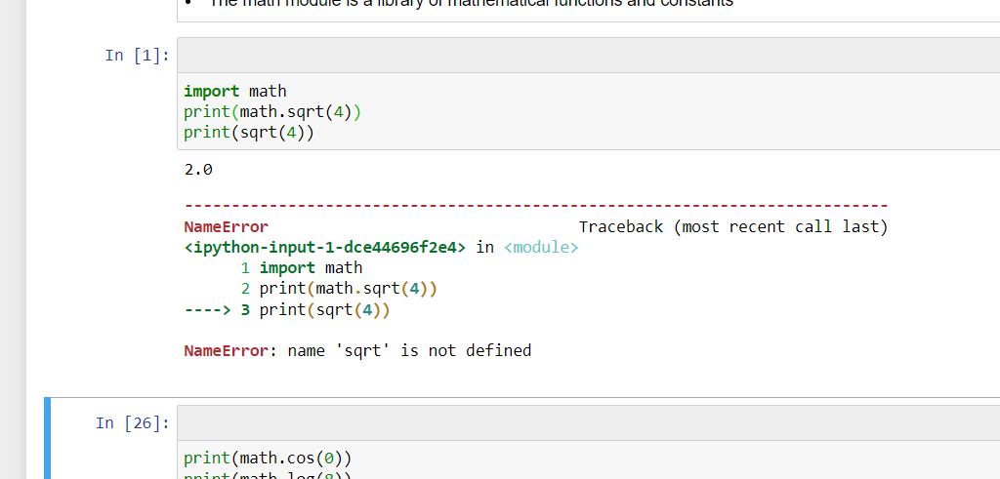 The math module is a library of mathematical functions and constants
In [1]:
import math
print(math.sqrt(4))
print(sqrt(4))
2.0
---------------------------------------------------------------------------
NameError                                 Traceback (most recent call last)
<ipython-input-1-dce44696f2e4> in <module>
      1 import math
      2 print(math.sqrt(4))
----> 3 print(sqrt(4))
NameError: name 'sqrt' is not defined
In [26]:
print(math.cos(0))
print(math.log(8))